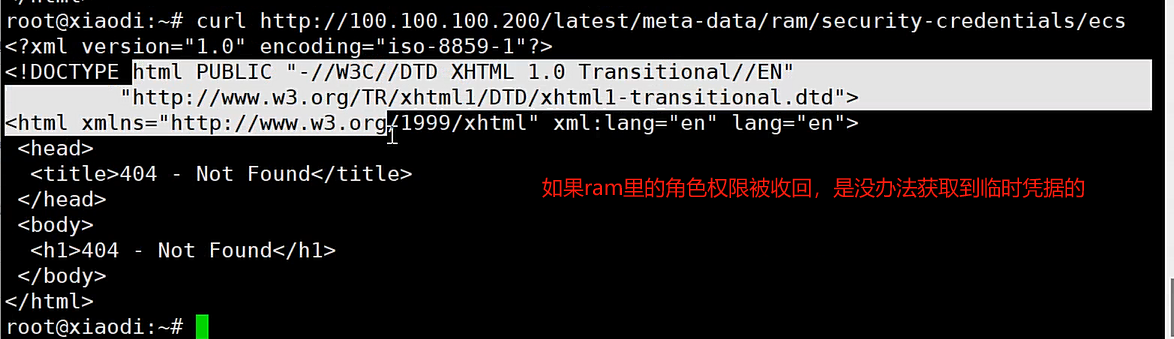 root@xiaodi:~# curl http://100.100.100.200/latest/meta-data/ram/security-credentials/ecs
<?xml version="1.0" encoding="iso-8859-1"?>
<!DOCTYPE html PUBLIC "-//W3C//DTD XHTML 1.0 Transitional//EN"
         "http://www.w3.org/TR/xhtml1/DTD/xhtml1-transitional.dtd">
<html xmlns="http://www.w3.org/1999/xhtml" xml:lang="en" lang="en">
 <head>
  <title>404 - Not Found</title>
如果ram里的角色权限被收回，是没办法获取到临时凭据的
 </head>
 <body>
  <h1>404 - Not Found</h1>
 </body>
</html>
root@xiaodi:~#